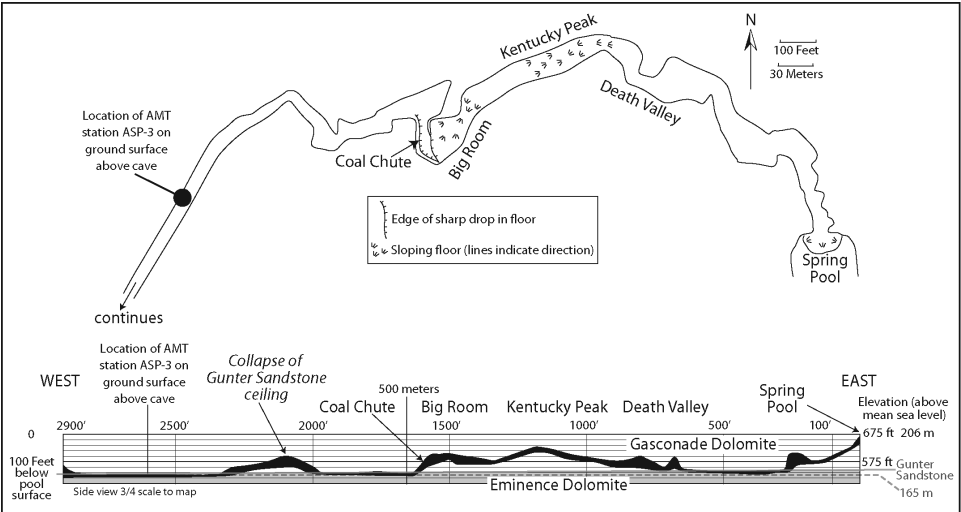 Kentucky Peak
N
100 Feet
30 Meters
Location of AMT
station ASP-3 on
ground surface
above cave
Death Valley
Coal Chute
Big Room
Edge of sharp drop in floor
Sloping floor (lines indicate direction)
Spring
Pool
continues
Location of AMT
station ASP-3 on
ground surface
above cave
WEST
Collapse of
Gunter Sandstone
ceiling
500 meters
Coal Chute
Big Room
Kentucky Peak
Death Valley
Spring
Pool
EAST
Elevation (above
mean sea level)
0
2900'
2500'
2000'
1500'
1000'
500'
100'
675 ft 206 m
Gasconade Dolomite
100 Feet
below
pool
surface
575 ft
Gunter
Sandstone
Side view 3/4 scale to map
Eminence Dolomite
165 m